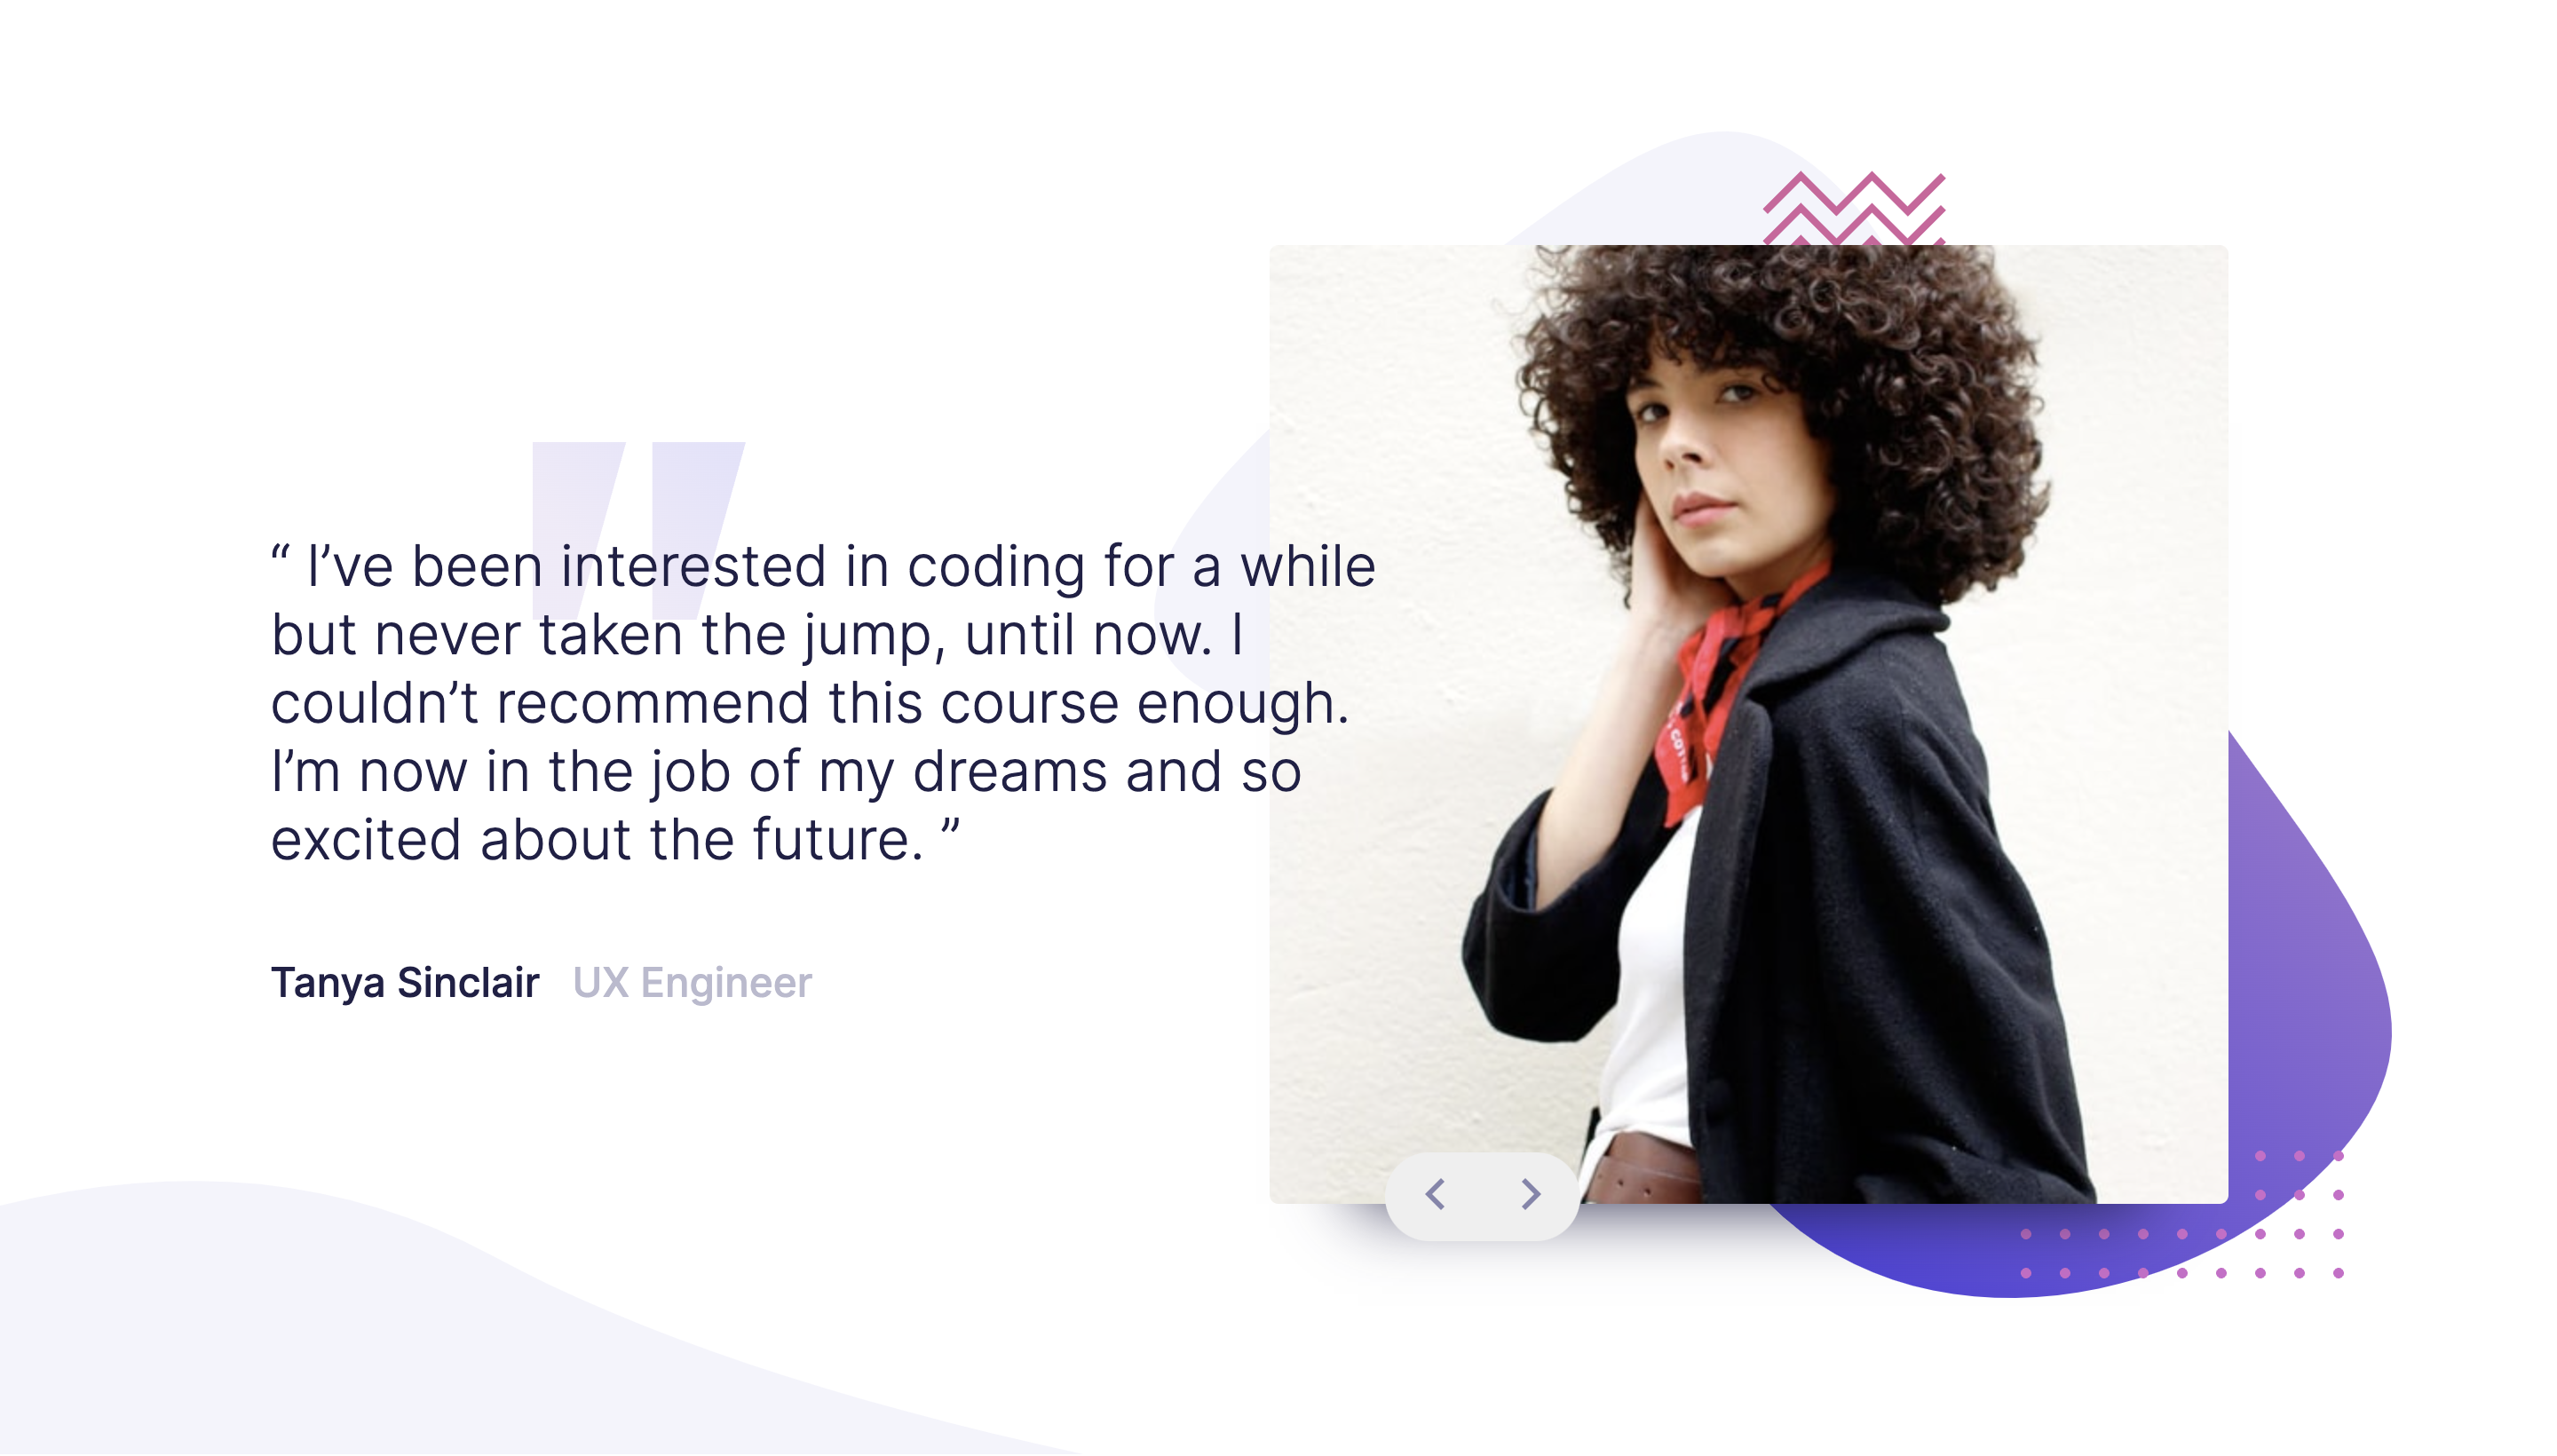 “ I’ve been interested in coding for a while
but never taken the jump, until now. I
couldn’t recommend this course enough.
I’m now in the job of my dreams and so
excited about the future. ”
Tanya Sinclair UX Engineer